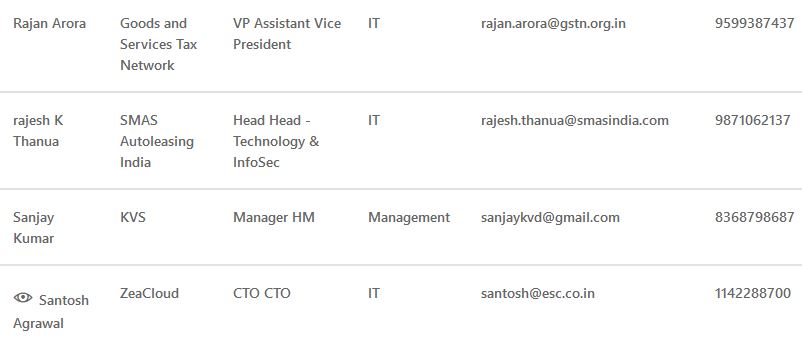 Rajan Arora Goods and VP Assistant Vice IT rajan.arora@gstn.org.in 9599387437
Services Tax President
Network
rajesh K SMAS Head Head - IT rajesh.thanua@smasindia.com 9871062137
Thanua Autoleasing Technology &
India InfoSec
Sanjay KVS Manager HM Management sanjaykvd@gmail.com 8368798687
Kumar
Santosh ZeaCloud CTO CTO IT santosh@esc.co.in 1142288700
Agrawal